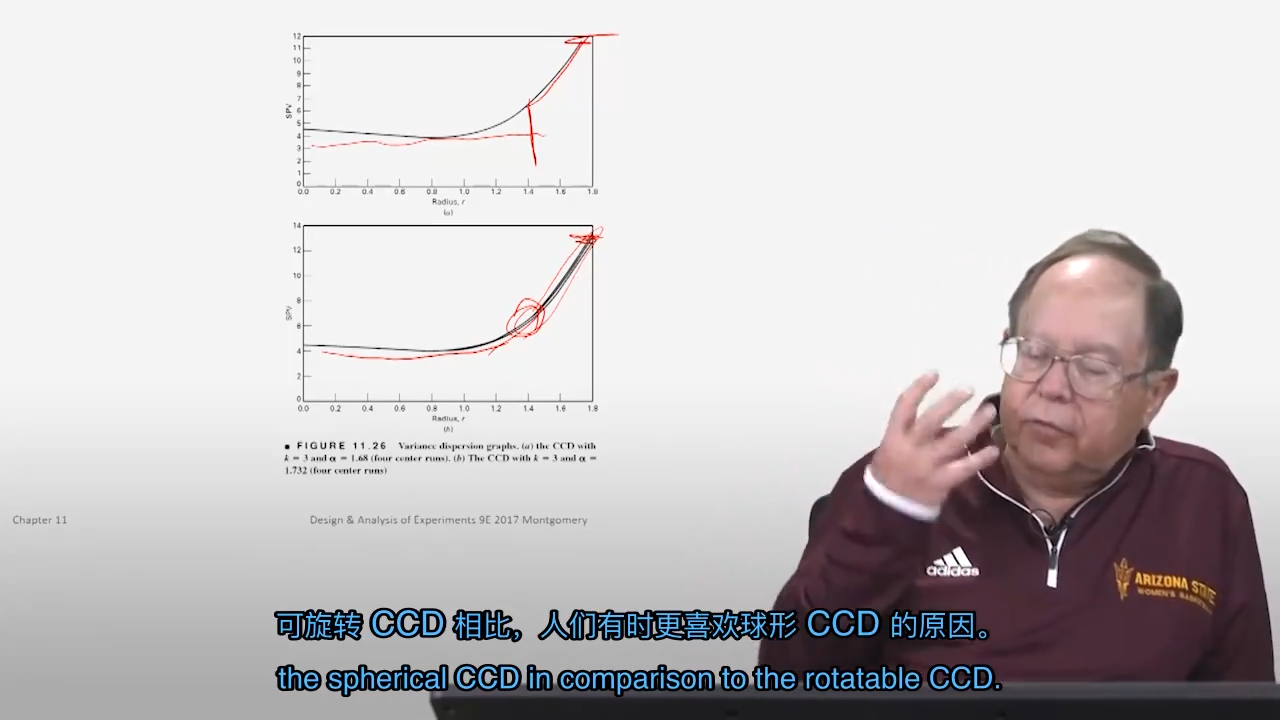 12
11
10
9
8
7
6
5
4
3
2
1
0
SPV
0.0 0.2 0.4 0.6 0.8 1.0 1.2 1.4 1.6 1.8
Radius, r
(a)
14
12
10
8
6
4
2
0
SPV
0.0 0.2 0.4 0.6 0.8 1.0 1.2 1.4 1.6 1.8
Radius, r
(b)
■ FIGURE 11.26 Variance dispersion graphs. (a) the CCD with
k = 3 and α = 1.68 (four center runs). (b) The CCD with k = 3 and α =
1.732 (four center runs)
Chapter 11
Design & Analysis of Experiments 9E 2017 Montgomery
adidas
ARIZONA STATE
WOMEN'S
可旋转 CCD 相比，人们有时更喜欢球形 CCD 的原因。
the spherical CCD in comparison to the rotatable CCD.